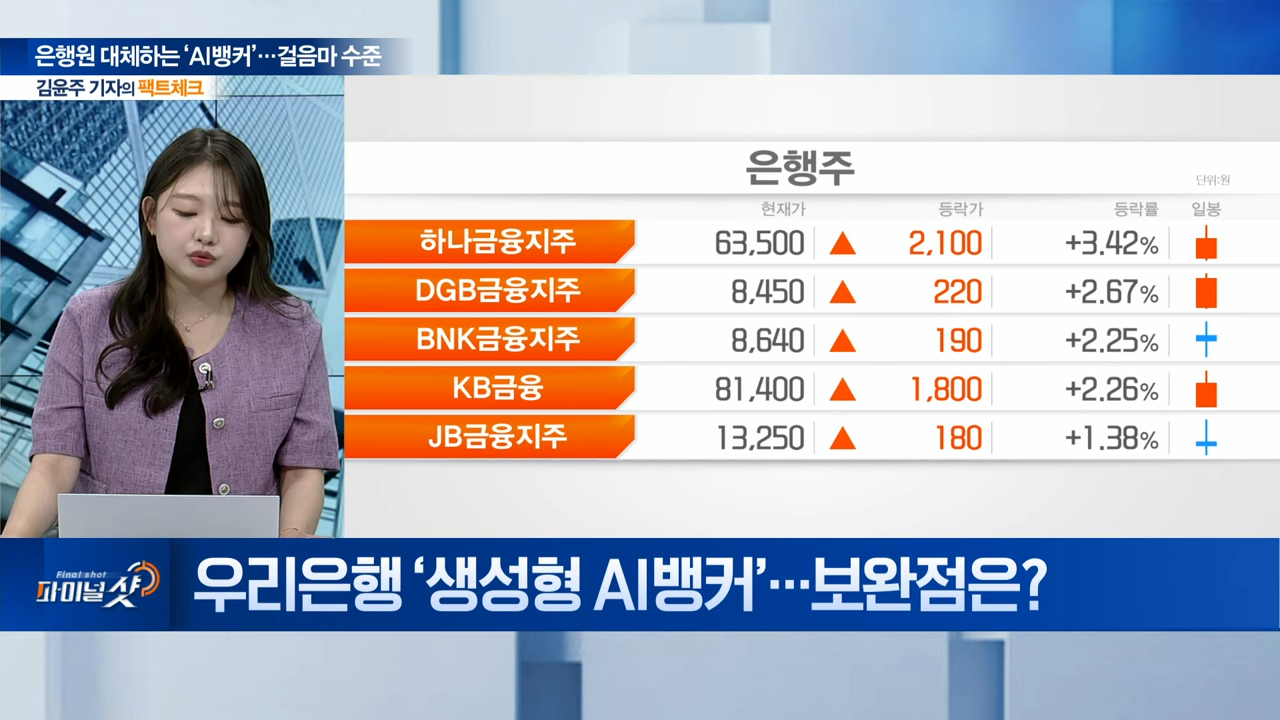 은행원 대체하는 ‘AI뱅커’…걸음마 수준
김윤주 기자의 팩트체크
은행주
단위:원
현재가 등락가 등락률 일봉
하나금융지주 63,500 ▲ 2,100 +3.42%
DGB금융지주 8,450 ▲ 220 +2.67%
BNK금융지주 8,640 ▲ 190 +2.25%
KB금융 81,400 ▲ 1,800 +2.26%
JB금융지주 13,250 ▲ 180 +1.38%
Final shot
파이널샷
우리은행 ‘생성형 AI뱅커’…보완점은?